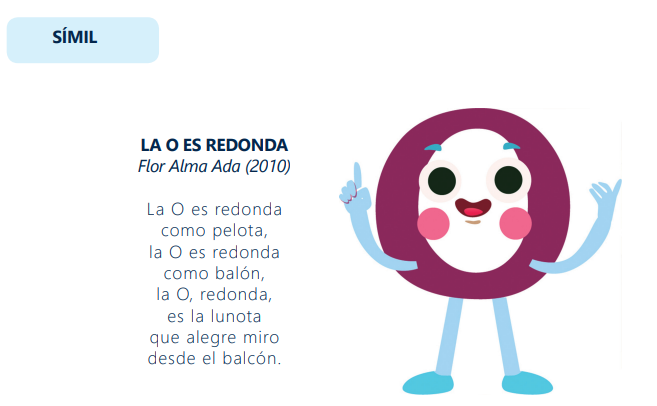 SÍMIL
LA O ES REDONDA
Flor Alma Ada (2010)
La O es redonda
como pelota,
la O es redonda
como balón,
la O, redonda,
es la lunota
que alegre miro
desde el balcón.